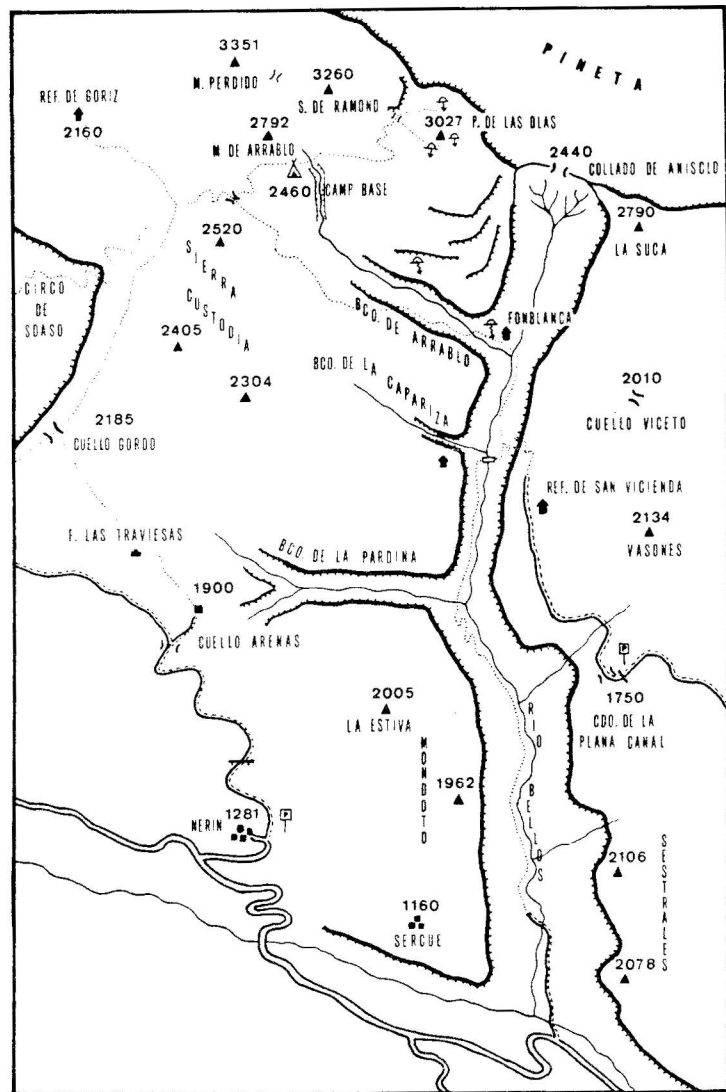 PINETA
3351
M. PERDIDO
3260
S. DE RAMOND
REF. DE GORIZ
2160
2792
M. DE ARRABLO
3027
P. DE LAS OLAS
2440
COLLADO DE ANISCLO
2460
CAMP BASE
2790
LA SUCA
2520
SIERRA
CUSTODIA
CIRCO
DE
SOASO
2405
2304
BCO. DE ARRABLO
FONBLANCA
BCO. DE LA CAPARIZA
2010
CUELLO VICETO
2185
CUELLO GORDO
REF. DE SAN VICIENDA
2134
VASONES
F. LAS TRAVIESAS
BCO. DE LA PARDINA
1900
CUELLO ARENAS
P
1750
CDO. DE LA
PLANA CANAL
2005
LA ESTIVA
MONDOTO
1962
RIO BELLOS
NERIN
1281
P
2106
SESTRALES
1160
SERCUE
2078